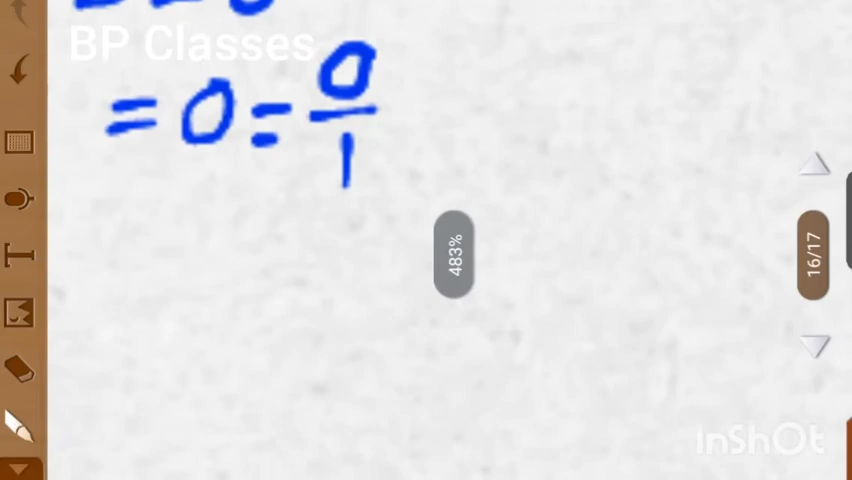 BP Classes
= 0 = 0/1
483%
16/17
InShOt